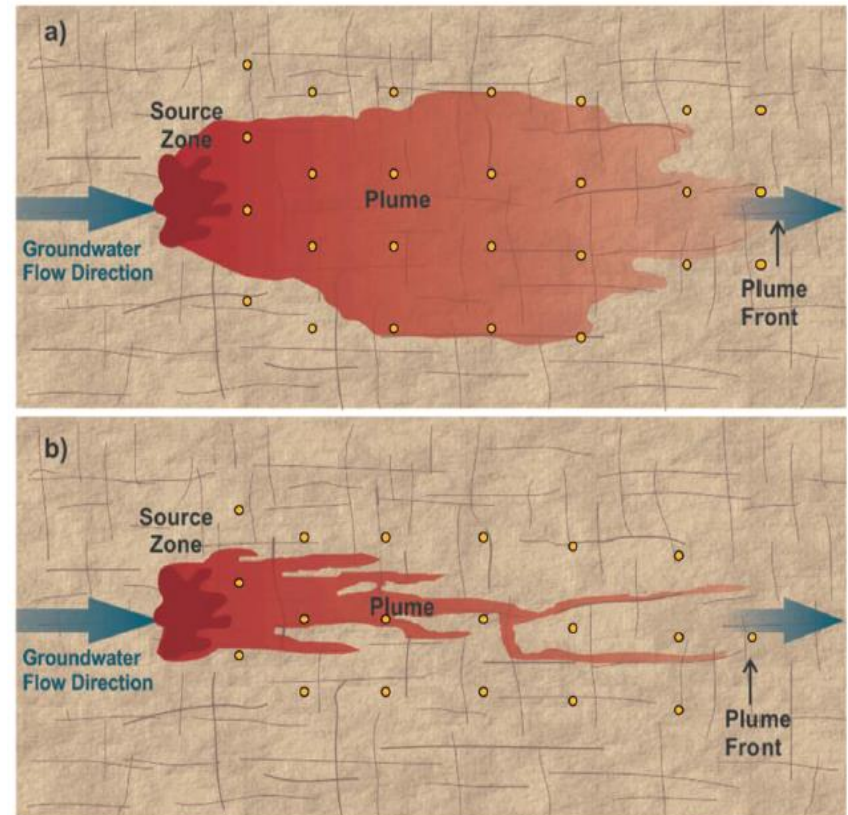 a)
Source
Zone
Plume
Groundwater
Flow Direction
Plume
Front
b)
Source
Zone
Plume
Groundwater
Flow Direction
Plume
Front